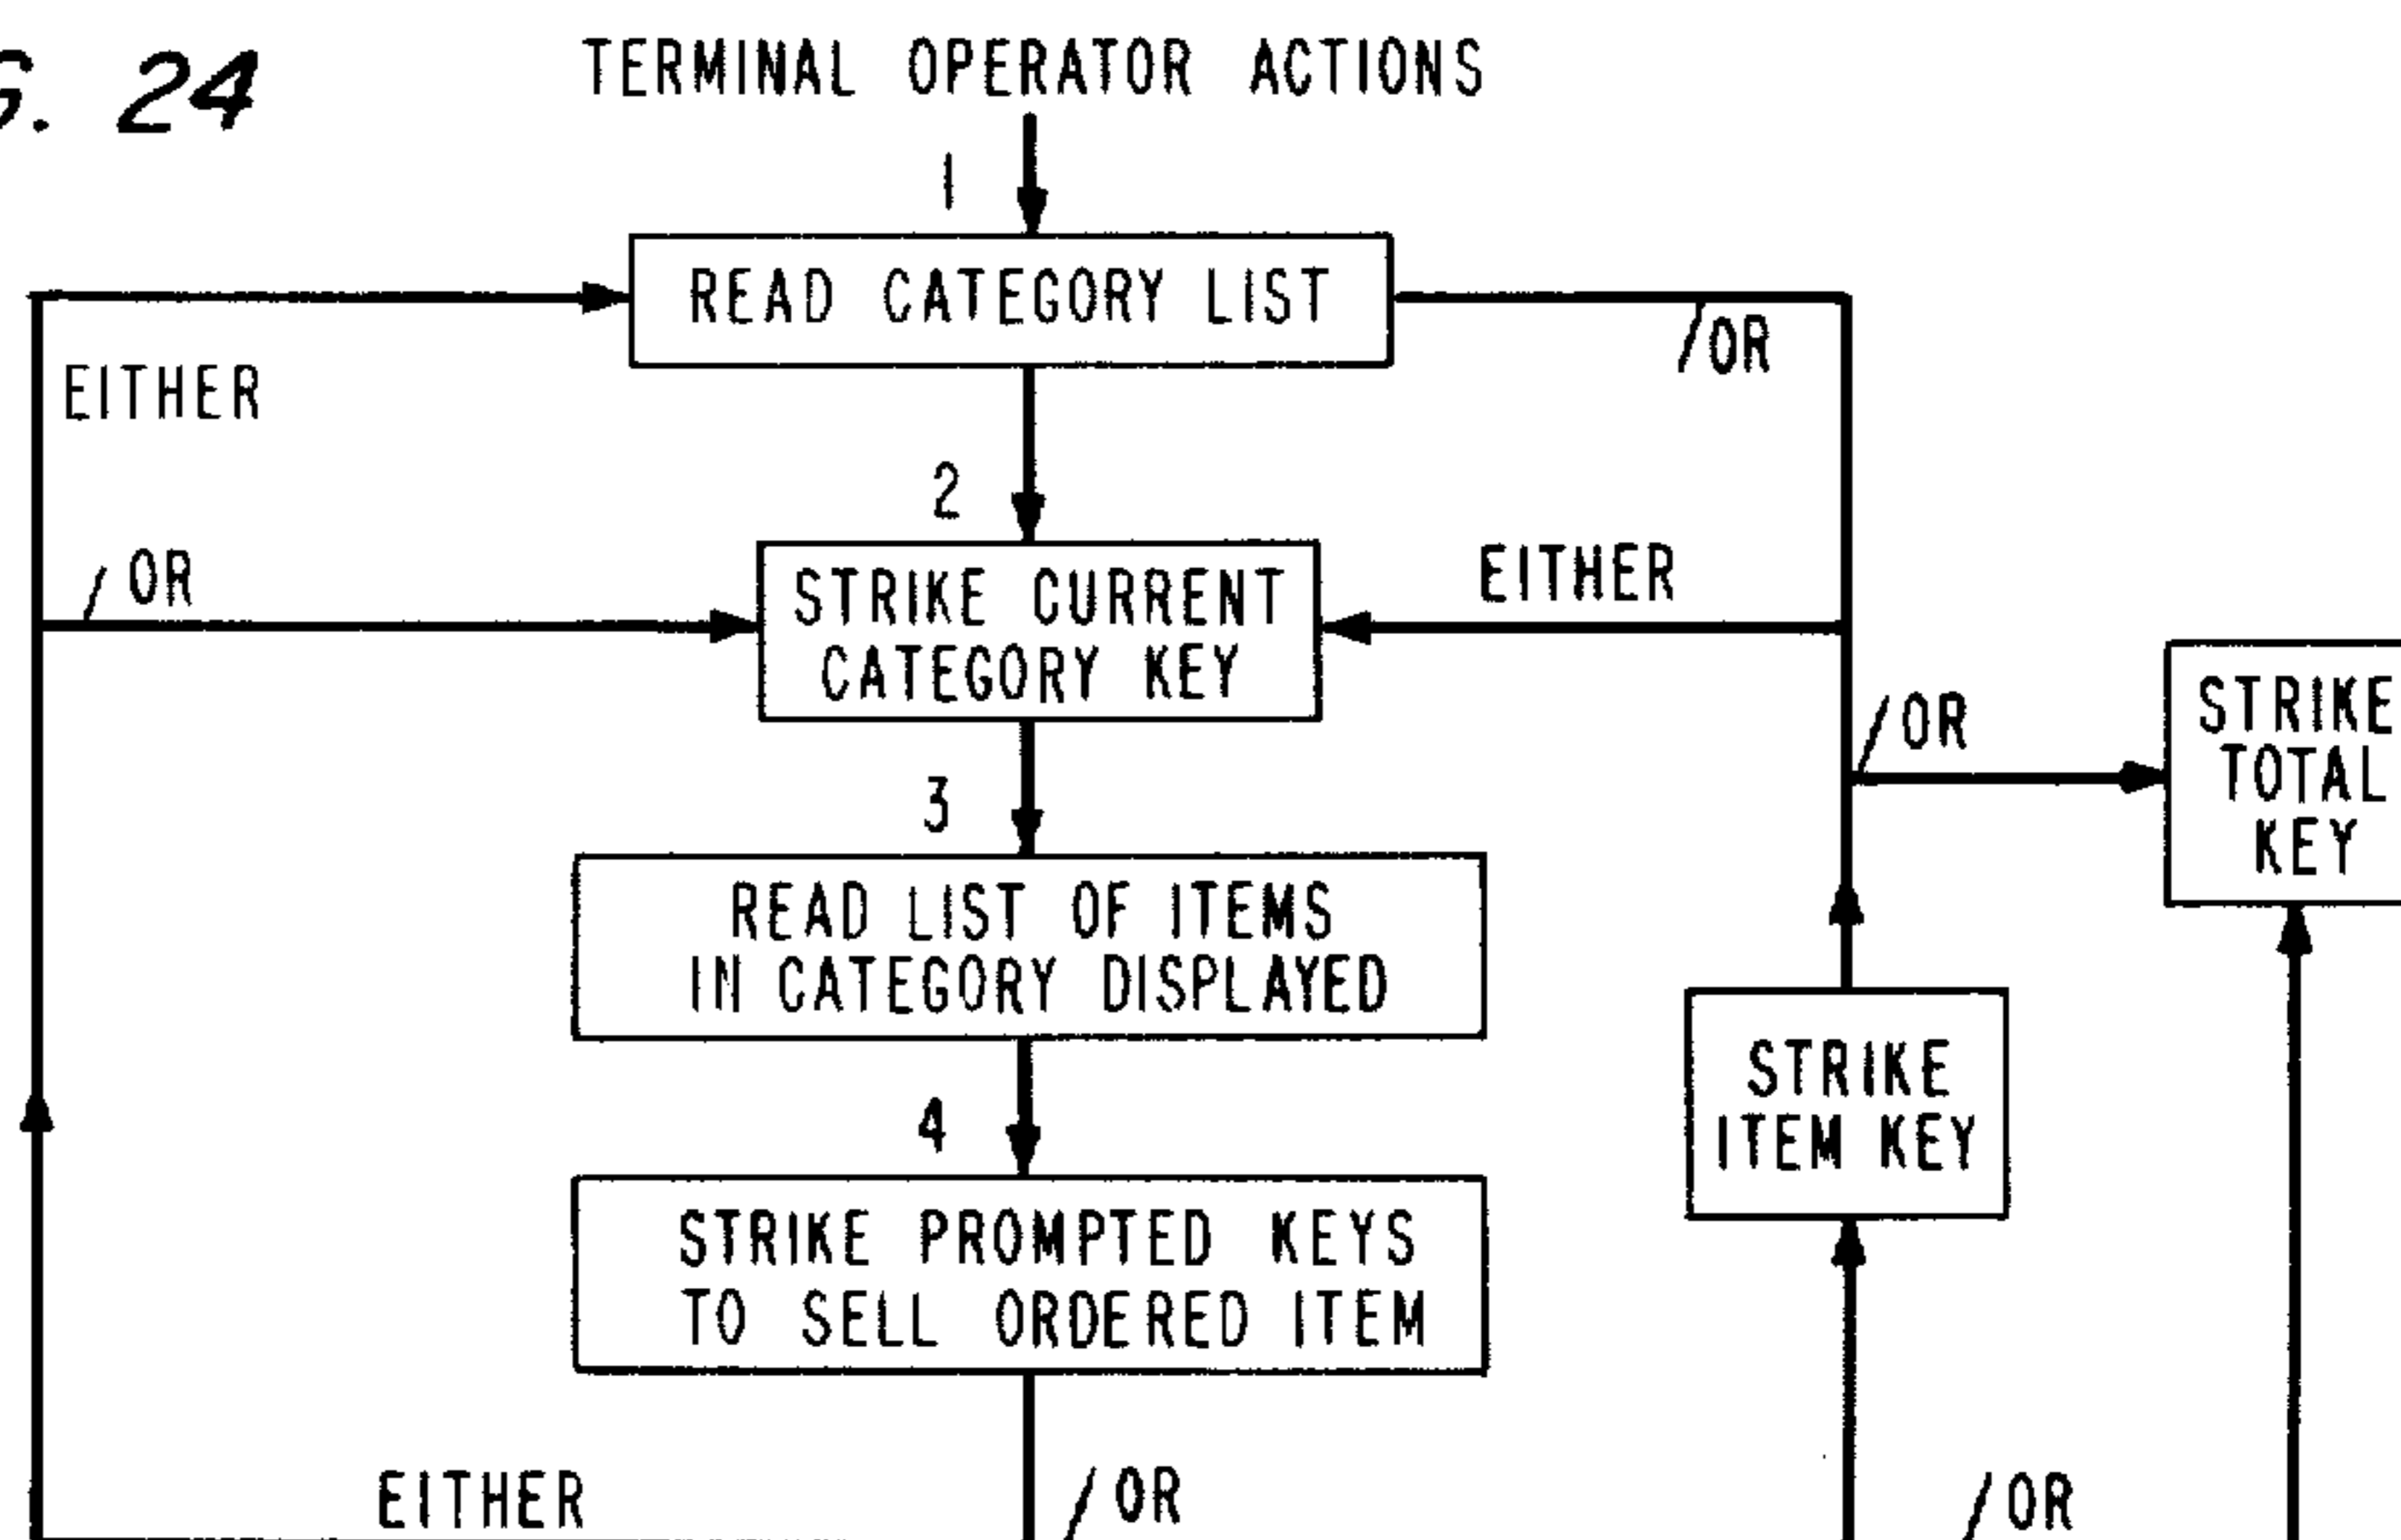 G. 24
TERMINAL OPERATOR ACTIONS
1
READ CATEGORY LIST
/OR
EITHER
2
/OR
STRIKE CURRENT
CATEGORY KEY
EITHER
/OR
STRIKE
TOTAL
KEY
3
READ LIST OF ITEMS
IN CATEGORY DISPLAYED
STRIKE
ITEM KEY
4
STRIKE PROMPTED KEYS
TO SELL ORDERED ITEM
EITHER
/OR
/OR